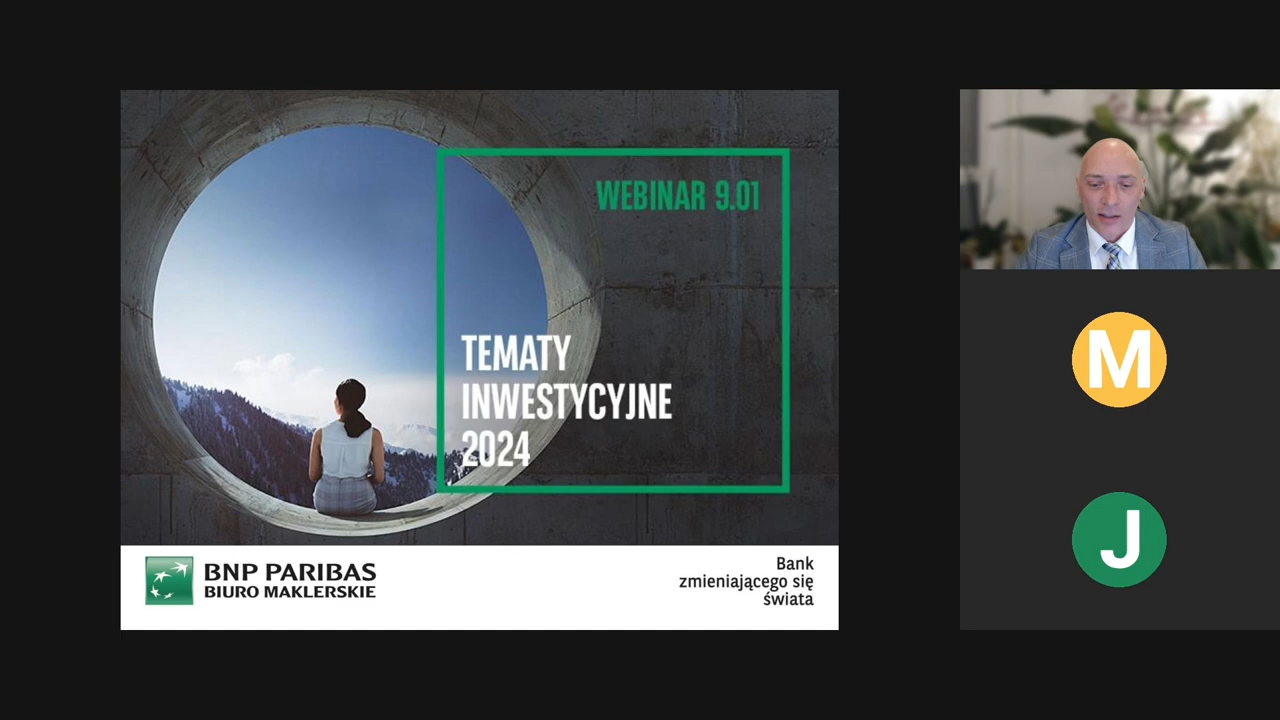 WEBINAR 9.01
TEMATY
INWESTYCYJNE
2024
BNP PARIBAS
BIURO MAKLERSKIE
Bank
zmieniającego się
świata
M
J